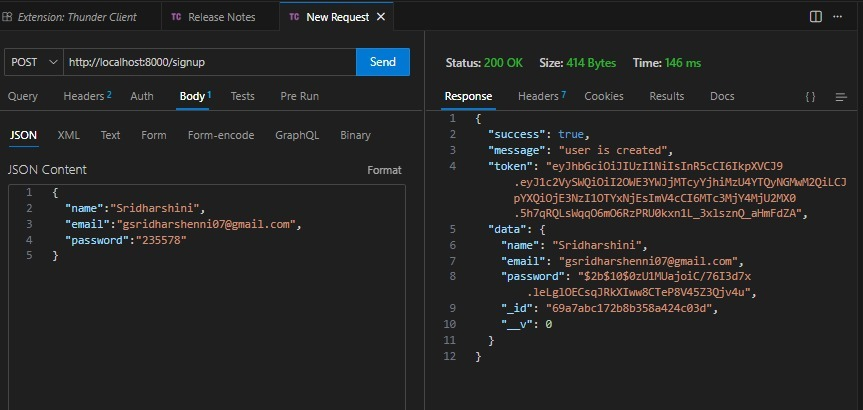 Extension: Thunder Client
TC Release Notes
TC New Request
POST http://localhost:8000/signup Send
Query Headers 2 Auth Body 1 Tests Pre Run
JSON XML Text Form Form-encode GraphQL Binary
JSON Content Format
1 {
2 "name":"Sridharshini",
3 "email":"gsridharshenni07@gmail.com",
4 "password":"235578"
5 }
Status: 200 OK Size: 414 Bytes Time: 146 ms
Response Headers 7 Cookies Results Docs { }
1 {
2 "success": true,
3 "message": "user is created",
4 "token": "eyJhbGciOiJIUzI1NiIsInR5cCI6IkpXVCJ9
.eyJ1c2VySWQiOiI2OWE3YWJjMTcyYjhiMzU4YTQyNGMwM2QiLCJ
pYXQiOjE3NzI1OTYxNjEsImV4cCI6MTc3MjY4MjU2MX0
.5h7qRQLsWqqO6mO6RzPRU0kxn1L_3xlsznQ_aHmFdZA",
5 "data": {
6 "name": "Sridharshini",
7 "email": "gsridharshenni07@gmail.com",
8 "password": "$2b$10$0zU1MUajoiC/76I3d7x
.leLglOECsqJRkXIww8CTeP8V45Z3Qjv4u",
9 "_id": "69a7abc172b8b358a424c03d",
10 "__v": 0
11 }
12 }